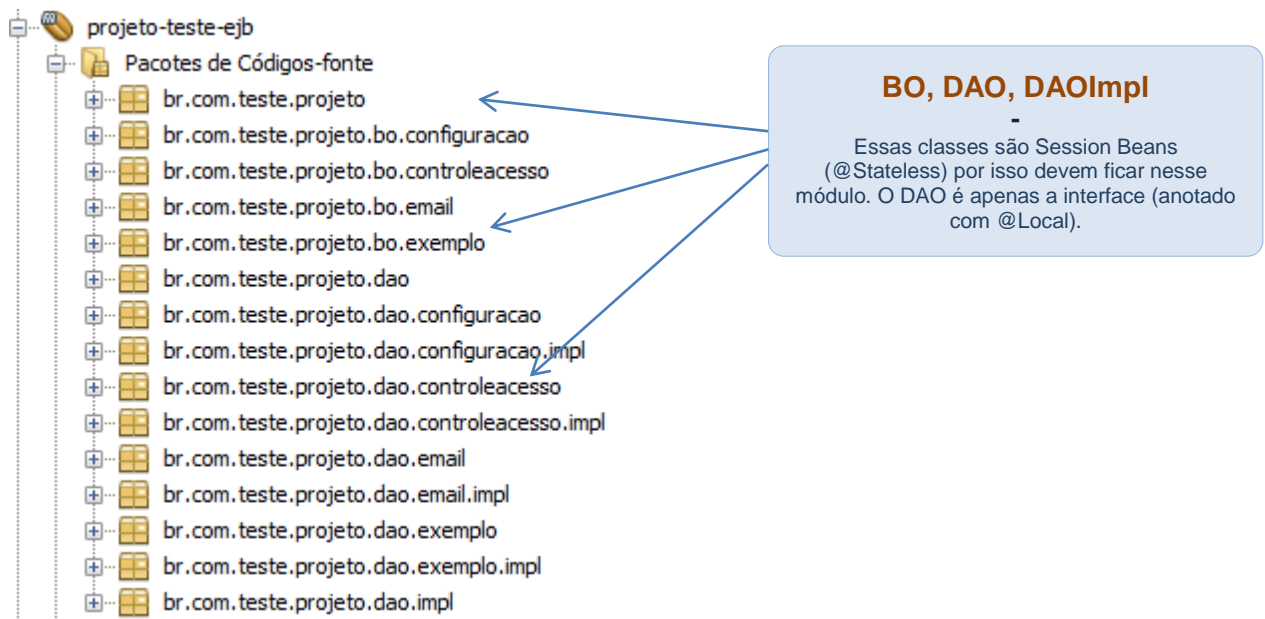 projeto-teste-ejb
Pacotes de Códigos-fonte
br.com.teste.projeto
br.com.teste.projeto.bo.configuracao
br.com.teste.projeto.bo.controleacesso
br.com.teste.projeto.bo.email
br.com.teste.projeto.bo.exemplo
br.com.teste.projeto.dao
br.com.teste.projeto.dao.configuracao
br.com.teste.projeto.dao.configuracao.impl
br.com.teste.projeto.dao.controleacesso
br.com.teste.projeto.dao.controleacesso.impl
br.com.teste.projeto.dao.email
br.com.teste.projeto.dao.email.impl
br.com.teste.projeto.dao.exemplo
br.com.teste.projeto.dao.exemplo.impl
br.com.teste.projeto.dao.impl
BO, DAO, DAOImpl
-
Essas classes são Session Beans
(@Stateless) por isso devem ficar nesse
módulo. O DAO é apenas a interface (anotado
com @Local).